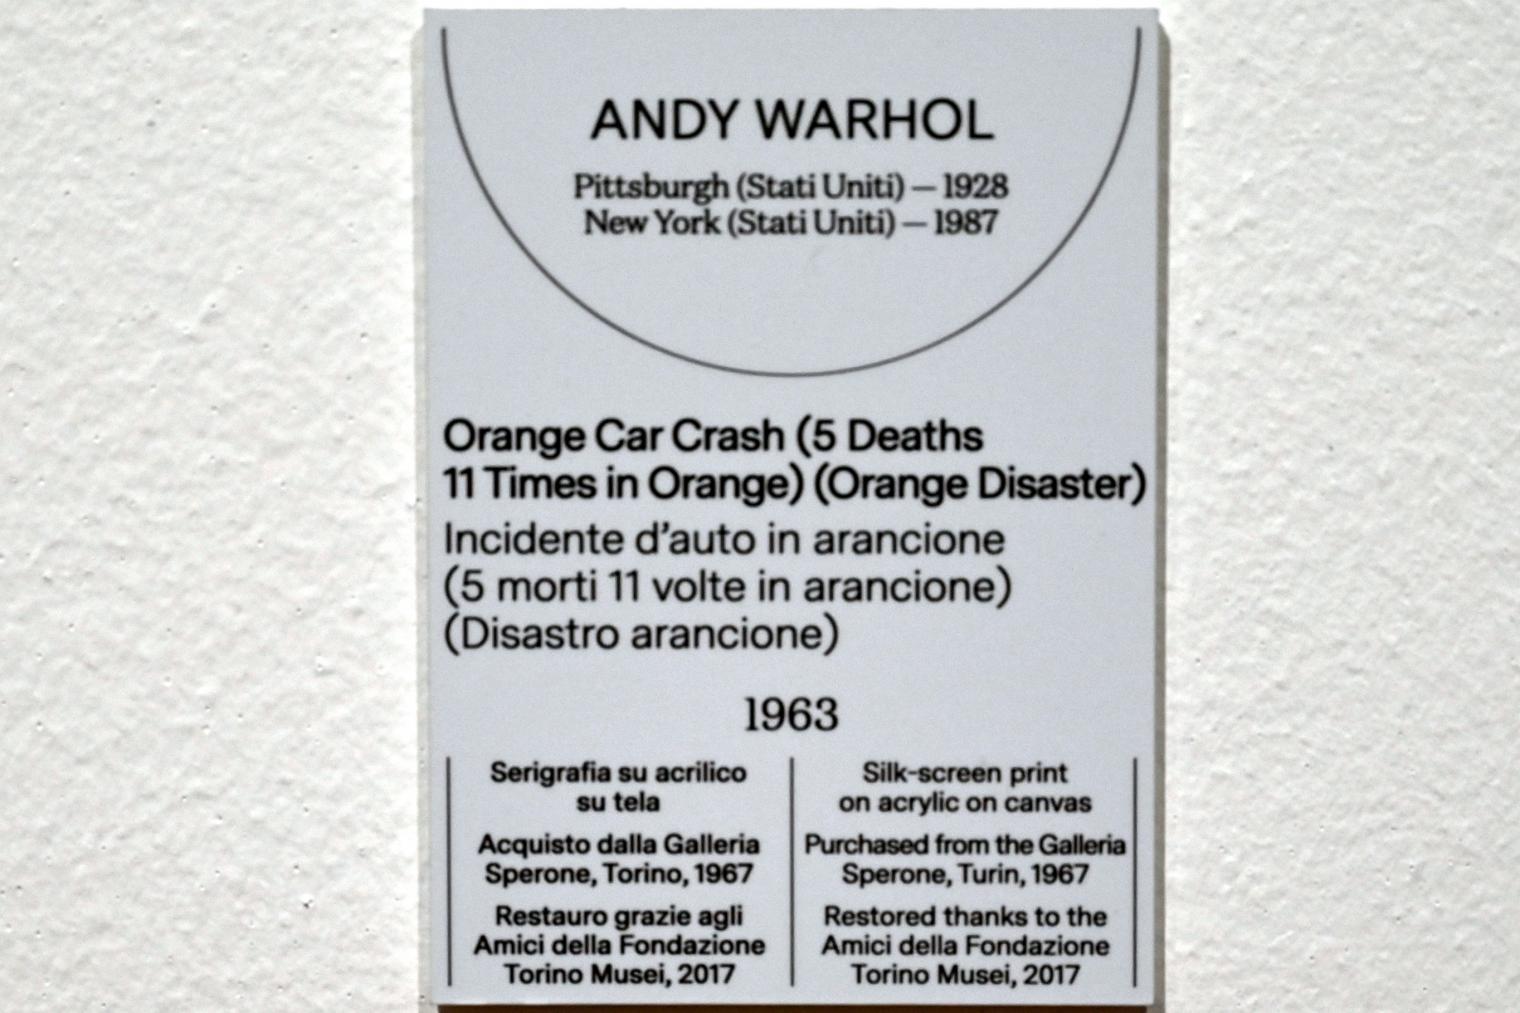 ANDY WARHOL
Pittsburgh (Stati Uniti) — 1928
New York (Stati Uniti) — 1987
Orange Car Crash (5 Deaths
11 Times in Orange) (Orange Disaster)
Incidente d’auto in arancione
(5 morti 11 volte in arancione)
(Disastro arancione)
1963
Serigrafia su acrilico
su tela
Acquisto dalla Galleria
Sperone, Torino, 1967
Restauro grazie agli
Amici della Fondazione
Torino Musei, 2017
Silk-screen print
on acrylic on canvas
Purchased from the Galleria
Sperone, Turin, 1967
Restored thanks to the
Amici della Fondazione
Torino Musei, 2017